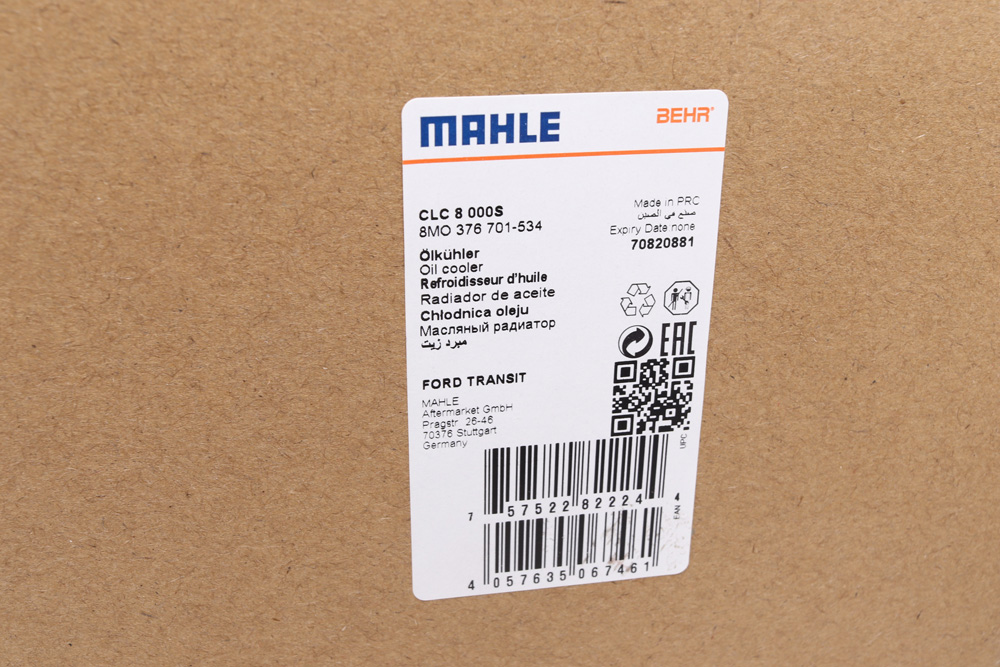 MAHLE
BEHR®
CLC 8 000S
8MO 376 701-534
Made in PRC
صنع في الصين
Expiry Date none
70820881
Ölkühler
Oil cooler
Refroidisseur d'huile
Radiador de aceite
Chłodnica oleju
Масляный радиатор
مبرد زيت
EAC
FORD TRANSIT
MAHLE
Aftermarket GmbH
Pragstr. 26-46
70376 Stuttgart
Germany
UPC
7 57522 82224 4
EAN
4 057635 067461